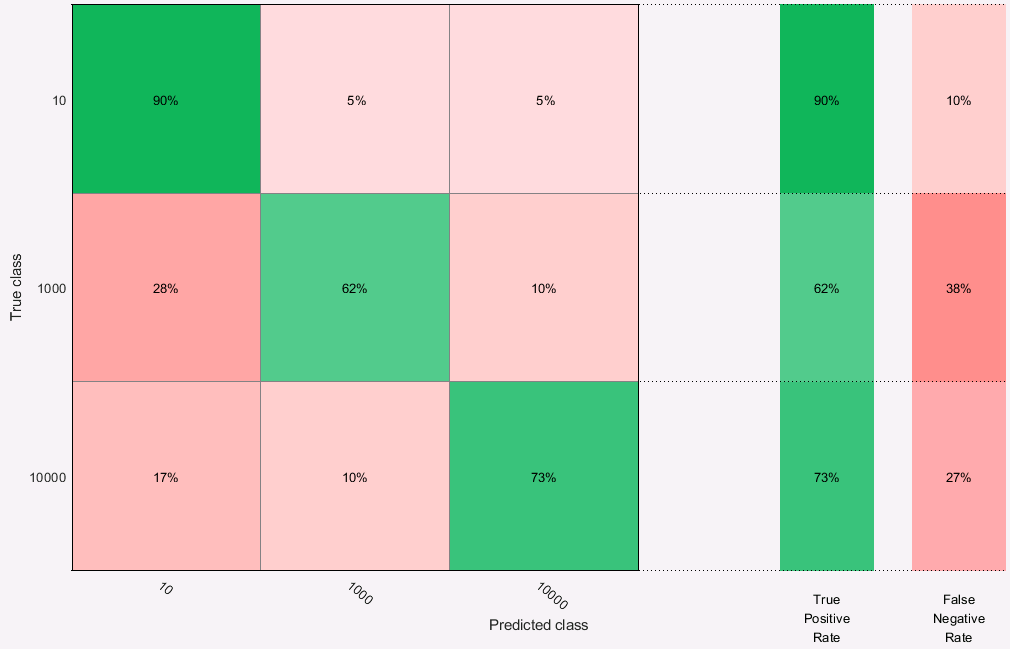 10
90%
5%
5%
90%
10%
1000
28%
62%
10%
62%
38%
10000
17%
10%
73%
73%
27%
True class
10
1000
10000
Predicted class
True
Positive
Rate
False
Negative
Rate